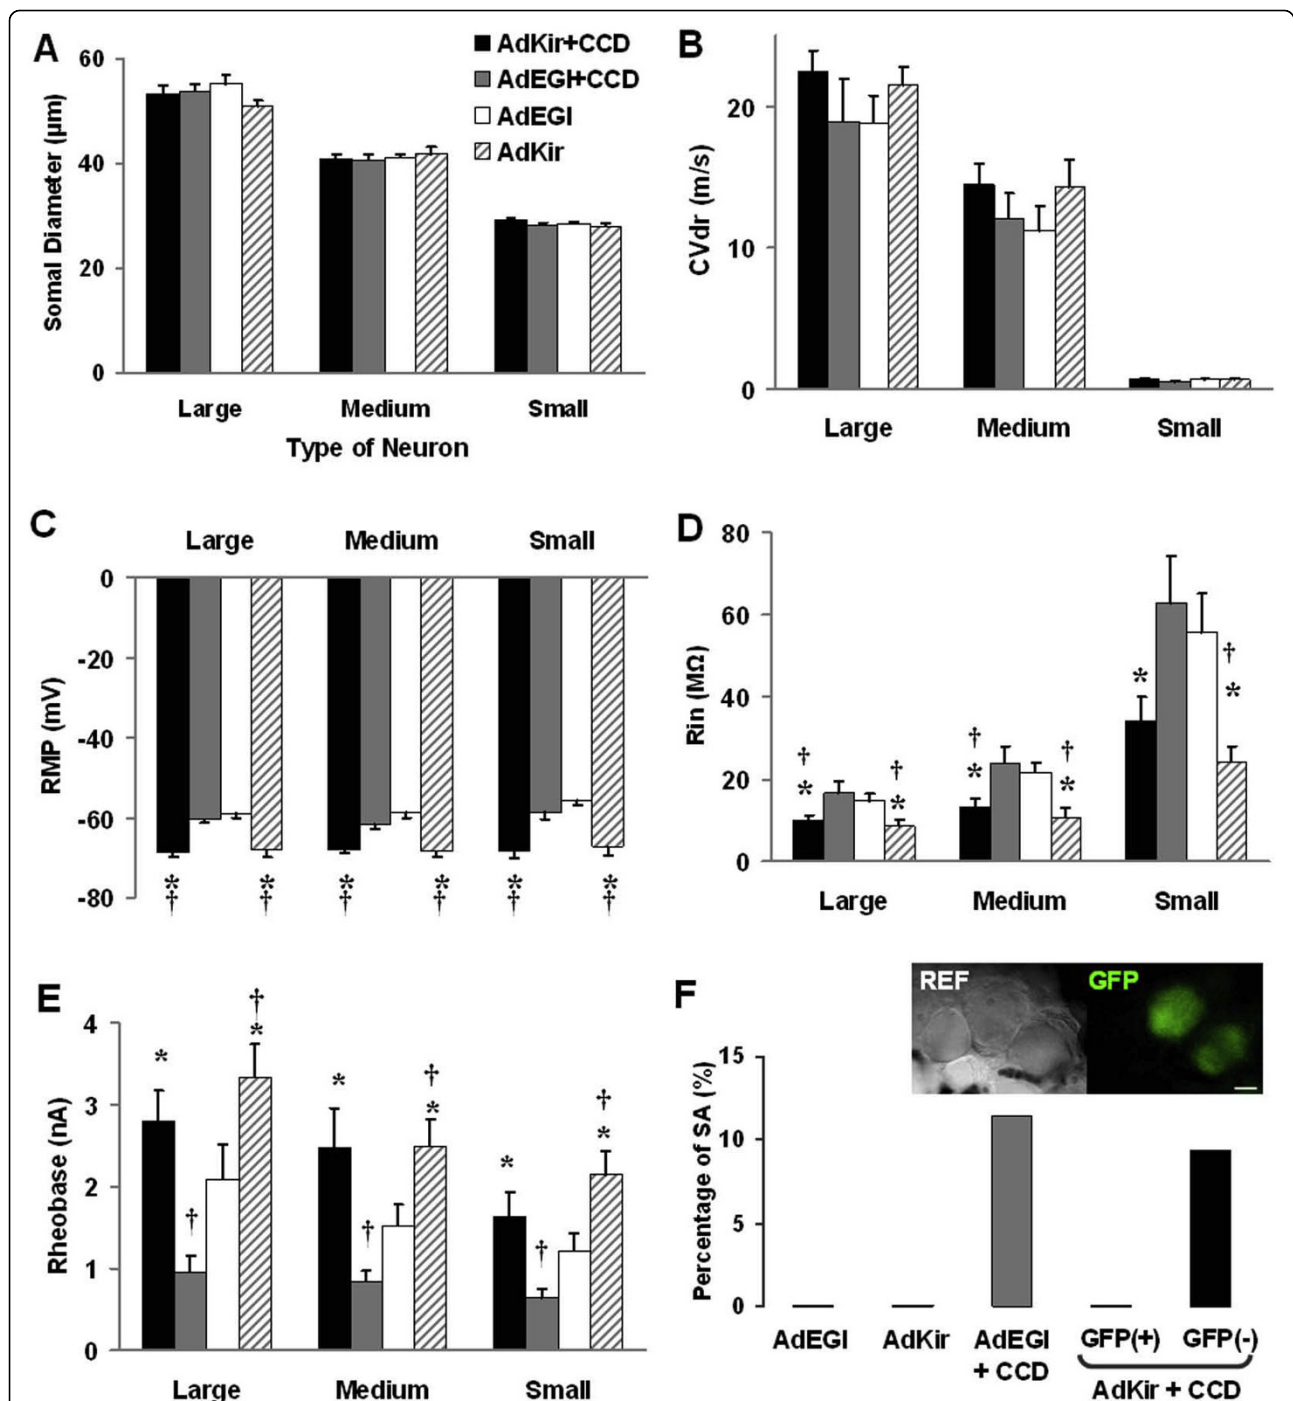 A
AdKir+CCD
AdEGI+CCD
AdEGI
AdKir
60
40
20
0
Somal Diameter (µm)
Large Medium Small
Type of Neuron
B
20
10
0
CVdr (m/s)
Large Medium Small
C
Large Medium Small
0
-20
-40
-60
-80
RMP (mV)
* * * * * *
† † † † † †
D
80
60
40
20
0
Rin (MΩ)
† † † † †
* * * * * *
Large Medium Small
E
4
3
2
1
0
Rheobase (nA)
† † †
* * * * * *
† † †
Large Medium Small
F
REF GFP
15
10
5
0
Percentage of SA (%)
AdEGI AdKir AdEGI GFP(+) GFP(-)
+ CCD
AdKir + CCD